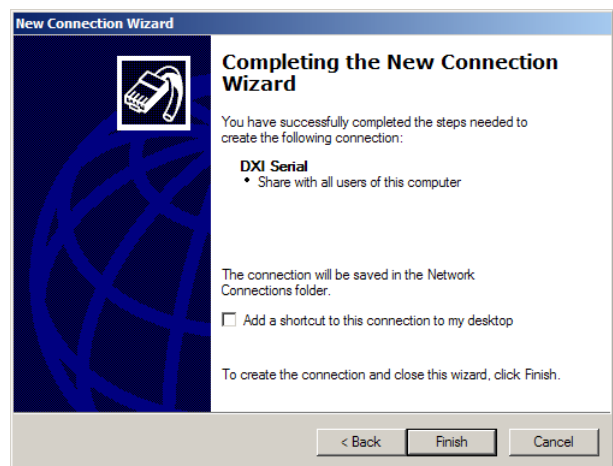 New Connection Wizard
Completing the New Connection
Wizard
You have successfully completed the steps needed to
create the following connection:
DXI Serial
• Share with all users of this computer
The connection will be saved in the Network
Connections folder.
Add a shortcut to this connection to my desktop
To create the connection and close this wizard, click Finish.
< Back Finish Cancel